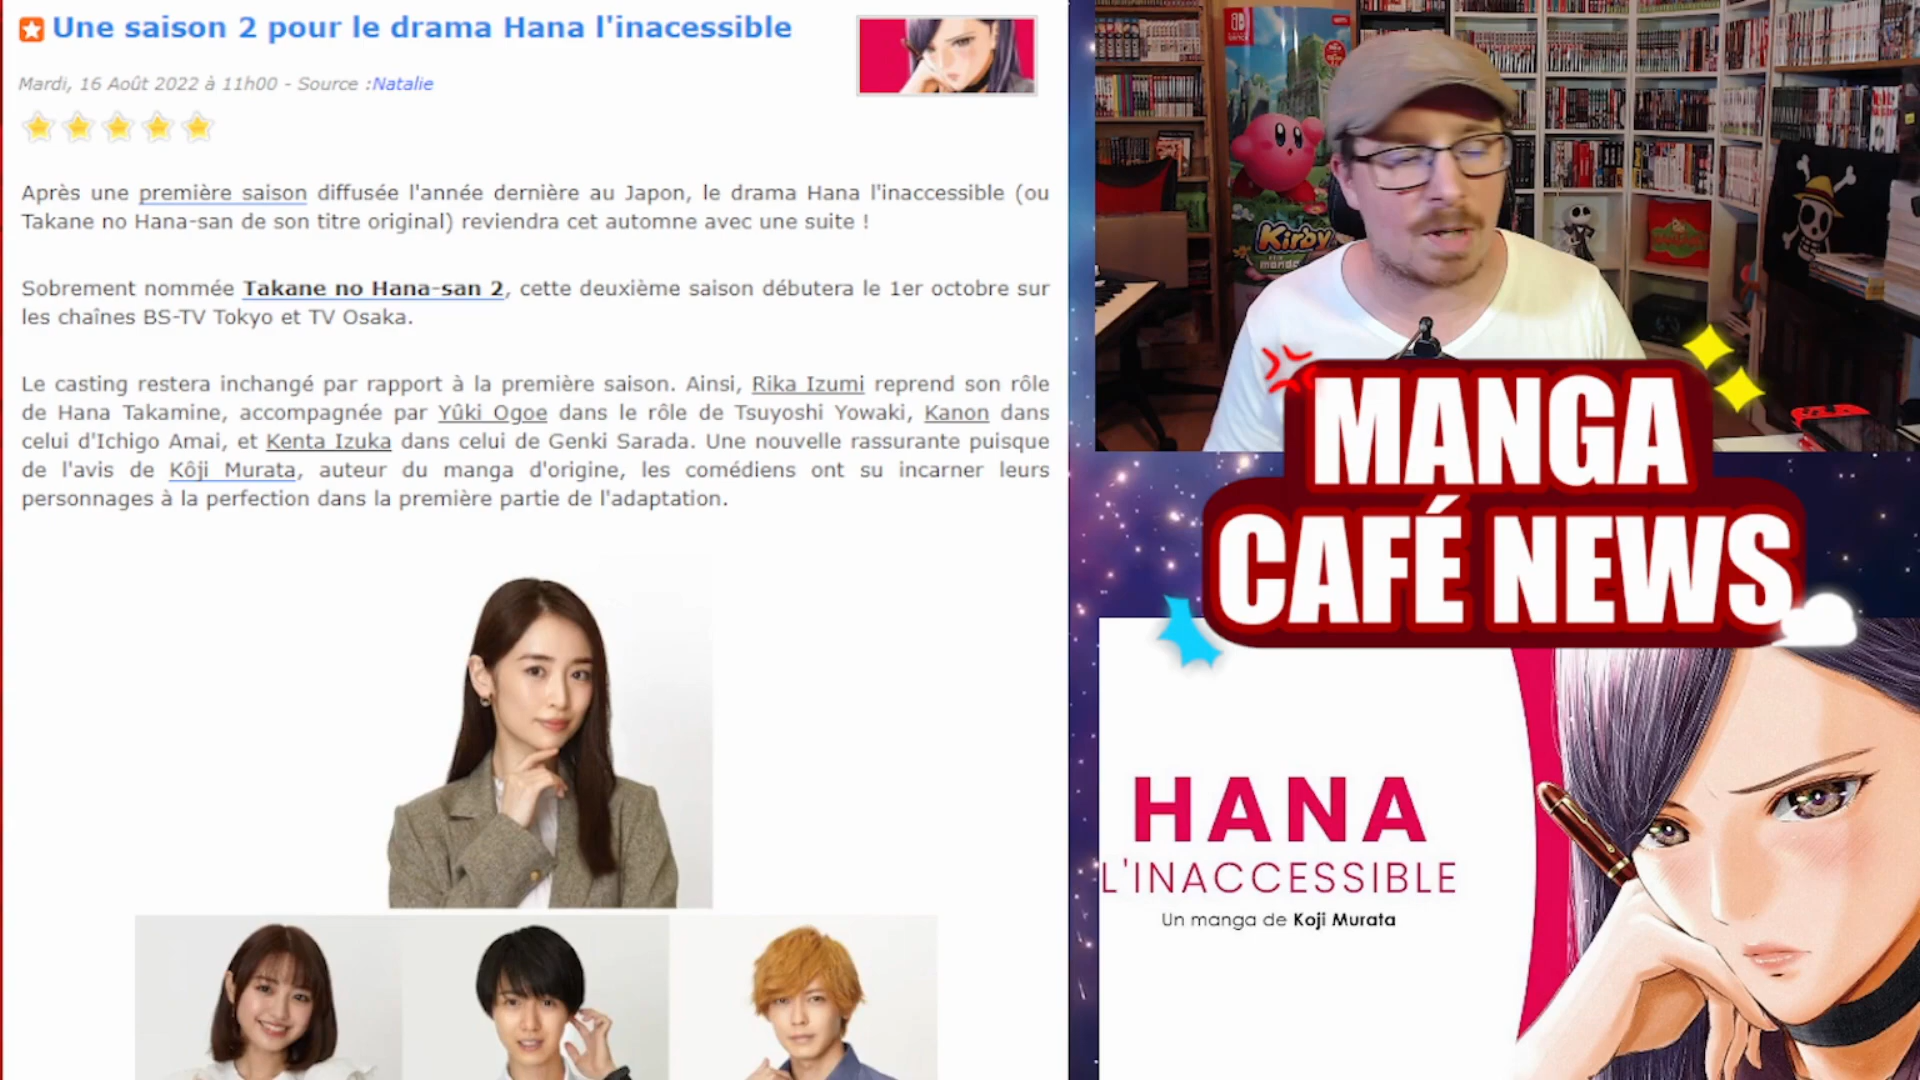 Une saison 2 pour le drama Hana l'inacessible
Mardi, 16 Août 2022 à 11h00 - Source :Natalie
Après une première saison diffusée l'année dernière au Japon, le drama Hana l'inaccessible (ou
Takane no Hana-san de son titre original) reviendra cet automne avec une suite !
Sobrement nommée Takane no Hana-san 2, cette deuxième saison débutera le 1er octobre sur
les chaînes BS-TV Tokyo et TV Osaka.
Le casting restera inchangé par rapport à la première saison. Ainsi, Rika Izumi reprend son rôle
de Hana Takamine, accompagnée par Yûki Ogoe dans le rôle de Tsuyoshi Yowaki, Kanon dans
celui d'Ichigo Amai, et Kenta Izuka dans celui de Genki Sarada. Une nouvelle rassurante puisque
de l'avis de Kôji Murata, auteur du manga d'origine, les comédiens ont su incarner leurs
personnages à la perfection dans la première partie de l'adaptation.
Kirby
MANGA
CAFÉ NEWS
HANA
L'INACCESSIBLE
Un manga de Koji Murata